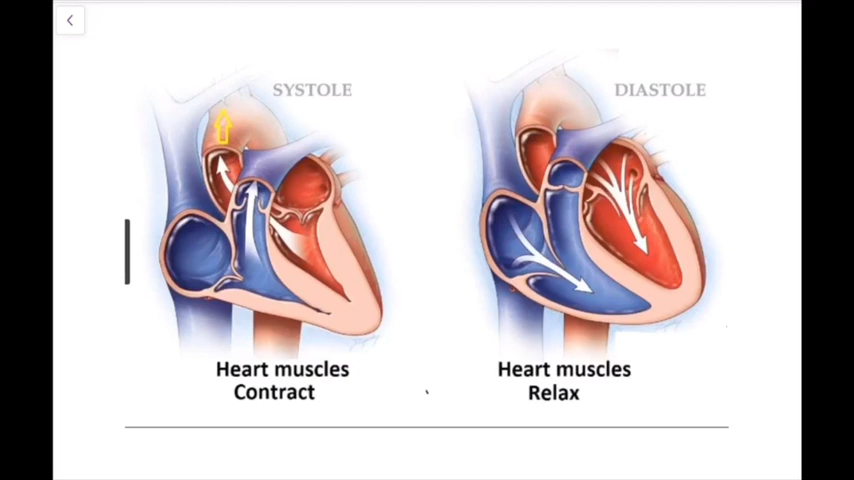 SYSTOLE
DIASTOLE
Heart muscles
Contract
Heart muscles
Relax